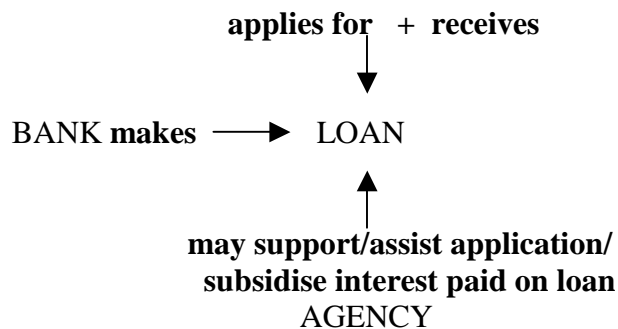 applies for + receives
BANK makes LOAN
may support/assist application/
subsidise interest paid on loan
AGENCY